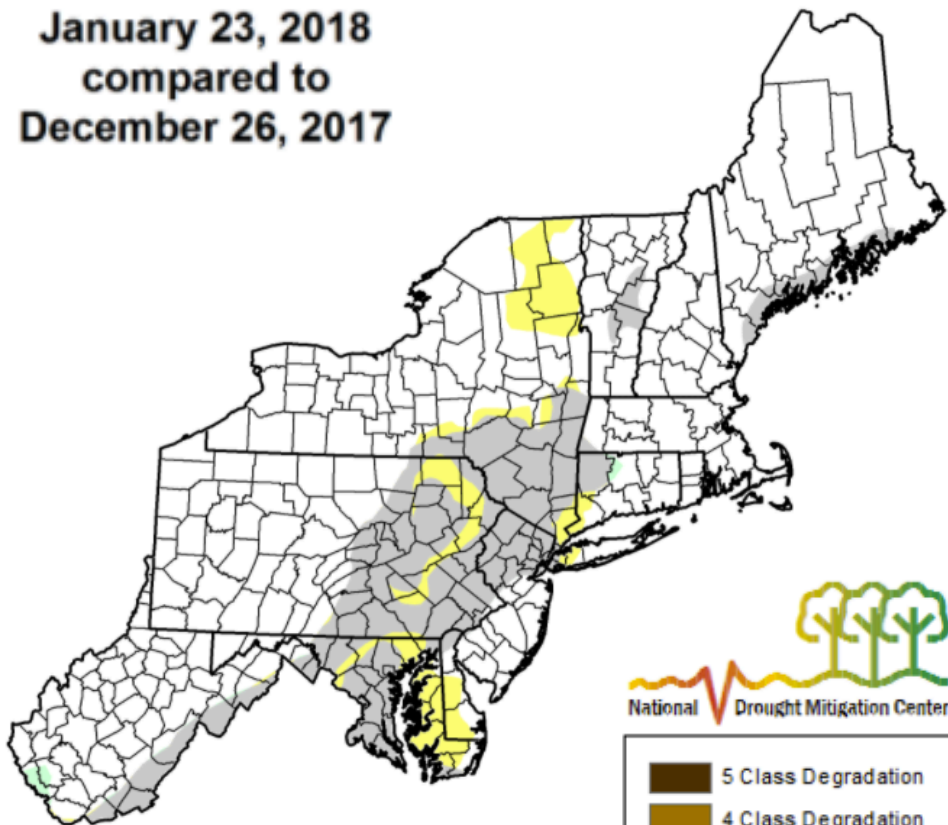 January 23, 2018
compared to
December 26, 2017
National Drought Mitigation Center
5 Class Degradation
4 Class Degradation